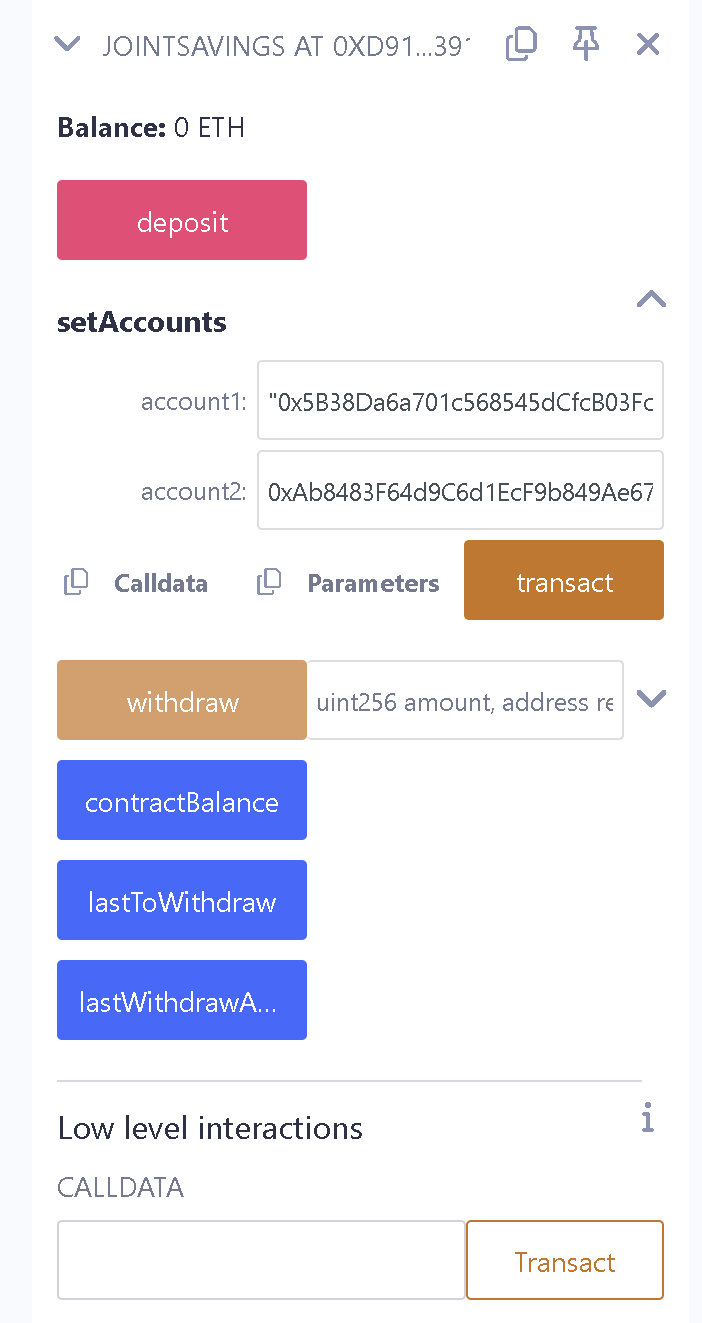 JOINTSAVINGS AT 0XD91...391
Balance: 0 ETH
deposit
setAccounts
account1: "0x5B38Da6a701c568545dCfcB03Fc
account2: 0xAb8483F64d9C6d1EcF9b849Ae67
Calldata Parameters transact
withdraw uint256 amount, address re
contractBalance
lastToWithdraw
lastWithdrawA...
Low level interactions
CALLDATA
Transact